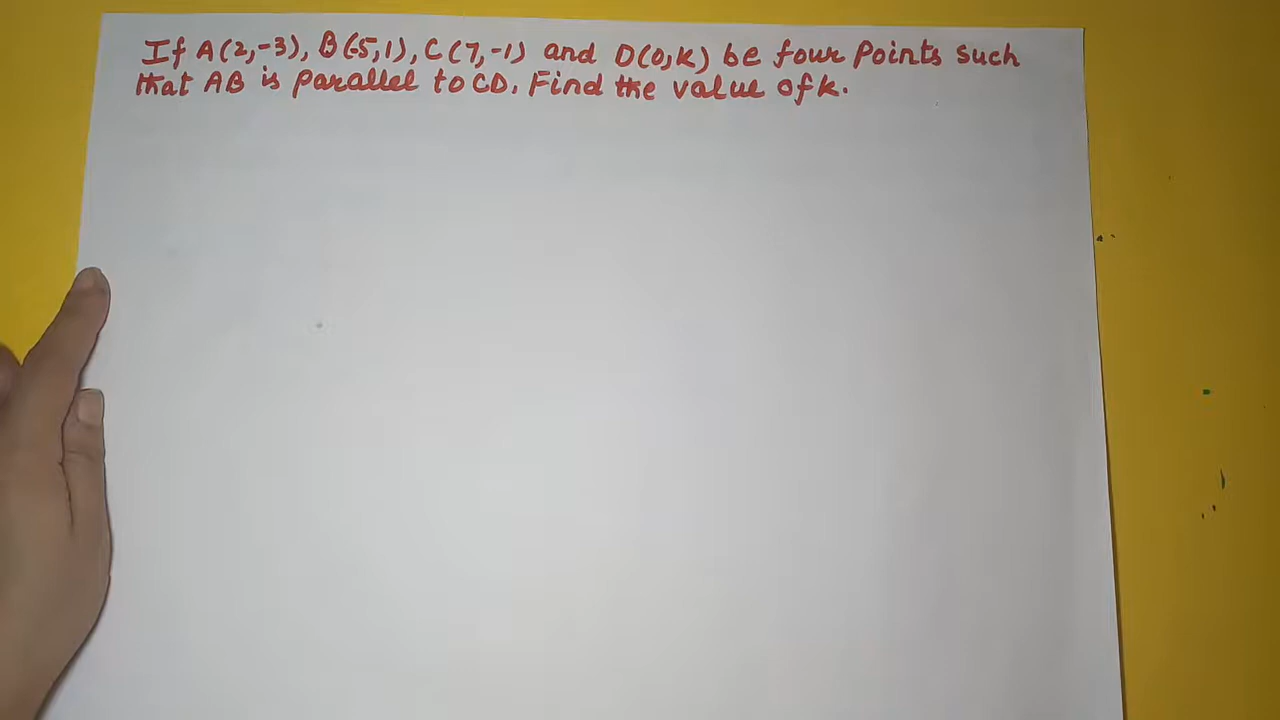 If A(2,-3), B(-5,1), C(7,-1) and D(0,K) be four Points such
that AB is parallel to CD. Find the value of k.